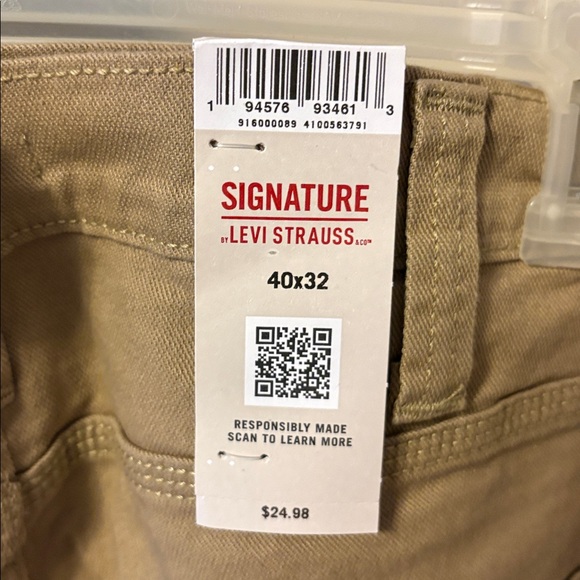 1 94576 93461 3
916000089 4100563791
SIGNATURE
BY LEVI STRAUSS & CO™
40x32
RESPONSIBLY MADE
SCAN TO LEARN MORE
$24.98